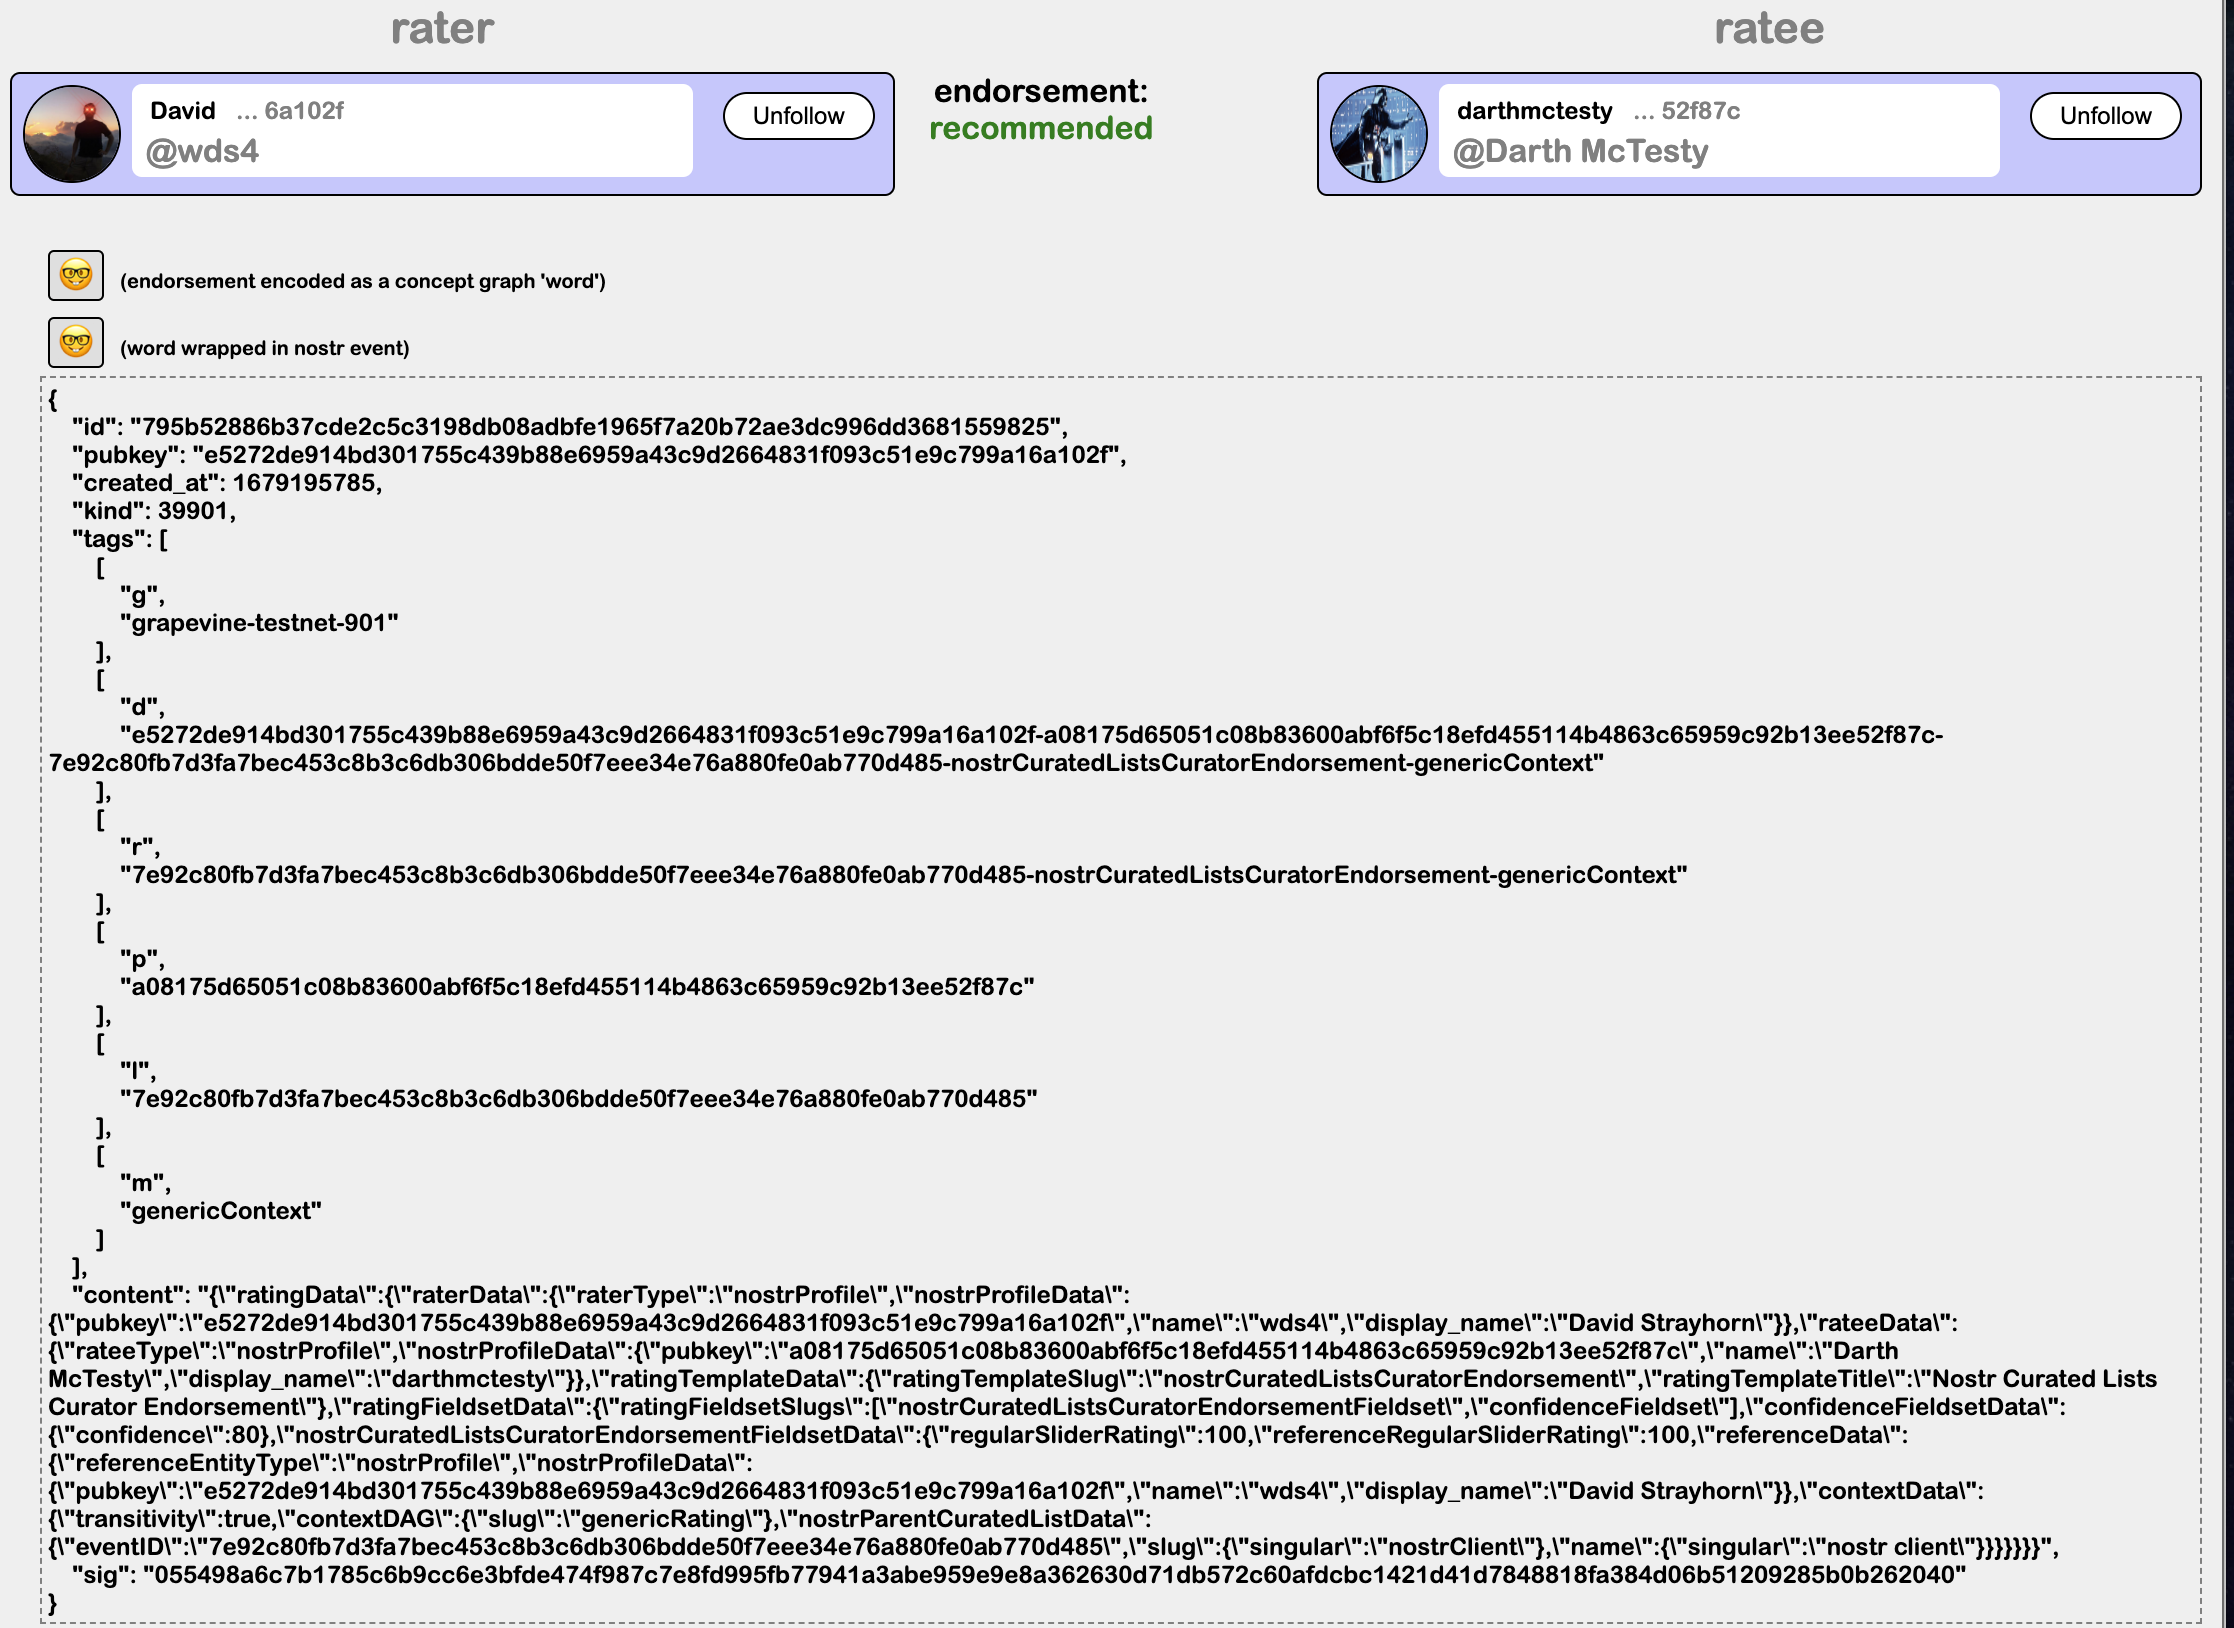 rater
ratee
David ... 6a102f
@wds4
Unfollow
endorsement:
recommended
darthmctesty ... 52f87c
@Darth McTesty
Unfollow
(endorsement encoded as a concept graph 'word')
(word wrapped in nostr event)
{
"id": "795b52886b37cde2c5c3198db08adbfe1965f7a20b72ae3dc996dd3681559825",
"pubkey": "e5272de914bd301755c439b88e6959a43c9d2664831f093c51e9c799a16a102f",
"created_at": 1679195785,
"kind": 39901,
"tags": [
[
"g",
"grapevine-testnet-901"
],
[
"d",
"e5272de914bd301755c439b88e6959a43c9d2664831f093c51e9c799a16a102f-a08175d65051c08b83600abf6f5c18efd455114b4863c65959c92b13ee52f87c-
7e92c80fb7d3fa7bec453c8b3c6db306bdde50f7eee34e76a880fe0ab770d485-nostrCuratedListsCuratorEndorsement-genericContext"
],
[
"r",
"7e92c80fb7d3fa7bec453c8b3c6db306bdde50f7eee34e76a880fe0ab770d485-nostrCuratedListsCuratorEndorsement-genericContext"
],
[
"p",
"a08175d65051c08b83600abf6f5c18efd455114b4863c65959c92b13ee52f87c"
],
[
"l",
"7e92c80fb7d3fa7bec453c8b3c6db306bdde50f7eee34e76a880fe0ab770d485"
],
[
"m",
"genericContext"
]
],
"content": "{\"ratingData\":{\"raterData\":{\"raterType\":\"nostrProfile\",\"nostrProfileData\":
{\"pubkey\":\"e5272de914bd301755c439b88e6959a43c9d2664831f093c51e9c799a16a102f\",\"name\":\"wds4\",\"display_name\":\"David Strayhorn\"}},\"rateeData\":
{\"rateeType\":\"nostrProfile\",\"nostrProfileData\":{\"pubkey\":\"a08175d65051c08b83600abf6f5c18efd455114b4863c65959c92b13ee52f87c\",\"name\":\"Darth
McTesty\",\"display_name\":\"darthmctesty\"}},\"ratingTemplateData\":{\"ratingTemplateSlug\":\"nostrCuratedListsCuratorEndorsement\",\"ratingTemplateTitle\":\"Nostr Curated Lists
Curator Endorsement\"},\"ratingFieldsetData\":{\"ratingFieldsetSlugs\":[\"nostrCuratedListsCuratorEndorsementFieldset\",\"confidenceFieldset\"],\"confidenceFieldsetData\":
{\"confidence\":80},\"nostrCuratedListsCuratorEndorsementFieldsetData\":{\"regularSliderRating\":100,\"referenceRegularSliderRating\":100,\"referenceData\":
{\"referenceEntityType\":\"nostrProfile\",\"nostrProfileData\":
{\"pubkey\":\"e5272de914bd301755c439b88e6959a43c9d2664831f093c51e9c799a16a102f\",\"name\":\"wds4\",\"display_name\":\"David Strayhorn\"}},\"contextData\":
{\"transitivity\":true,\"contextDAG\":{\"slug\":\"genericRating\"},\"nostrParentCuratedListData\":
{\"eventID\":\"7e92c80fb7d3fa7bec453c8b3c6db306bdde50f7eee34e76a880fe0ab770d485\",\"slug\":{\"singular\":\"nostrClient\"},\"name\":{\"singular\":\"nostr client\"}}}}}}}",
"sig": "055498a6c7b1785c6b9cc6e3bfde474f987c7e8fd995fb77941a3abe959e9e8a362630d71db572c60afdcbc1421d41d7848818fa384d06b51209285b0b262040"
}